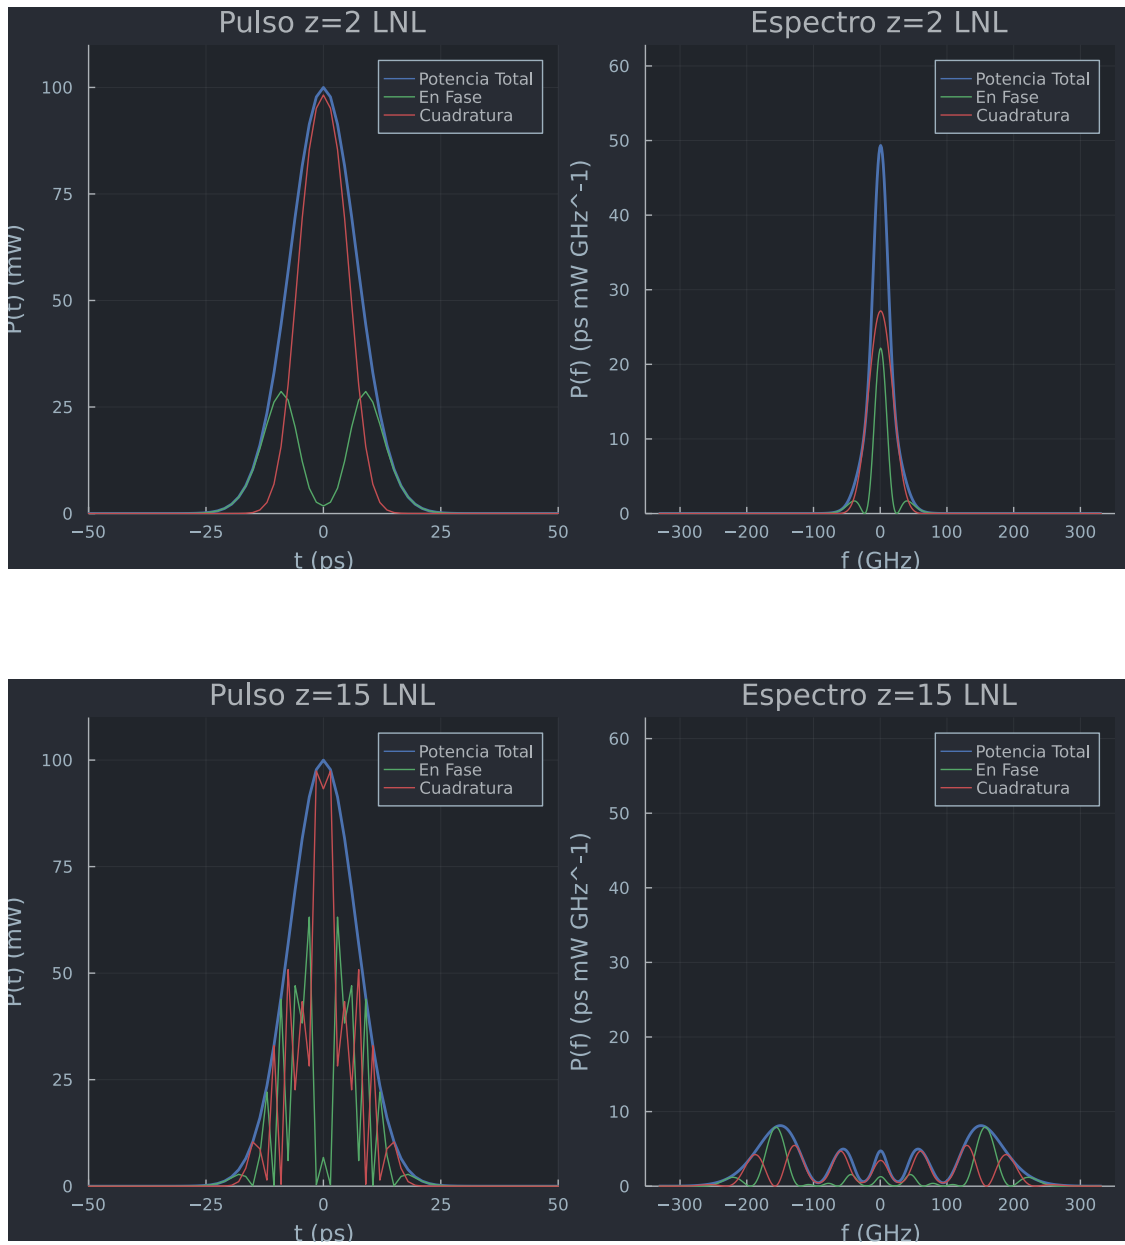 Pulso z=2 LNL
Espectro z=2 LNL
Potencia Total
En Fase
Cuadratura
100
75
50
25
0
−50
−25
0
25
50
P(t) (mW)
t (ps)
Potencia Total
En Fase
Cuadratura
60
50
40
30
20
10
0
−300
−200
−100
0
100
200
300
P(f) (ps mW GHz^-1)
f (GHz)
Pulso z=15 LNL
Espectro z=15 LNL
Potencia Total
En Fase
Cuadratura
100
75
50
25
0
−50
−25
0
25
50
P(t) (mW)
t (ps)
Potencia Total
En Fase
Cuadratura
60
50
40
30
20
10
0
−300
−200
−100
0
100
200
300
P(f) (ps mW GHz^-1)
f (GHz)